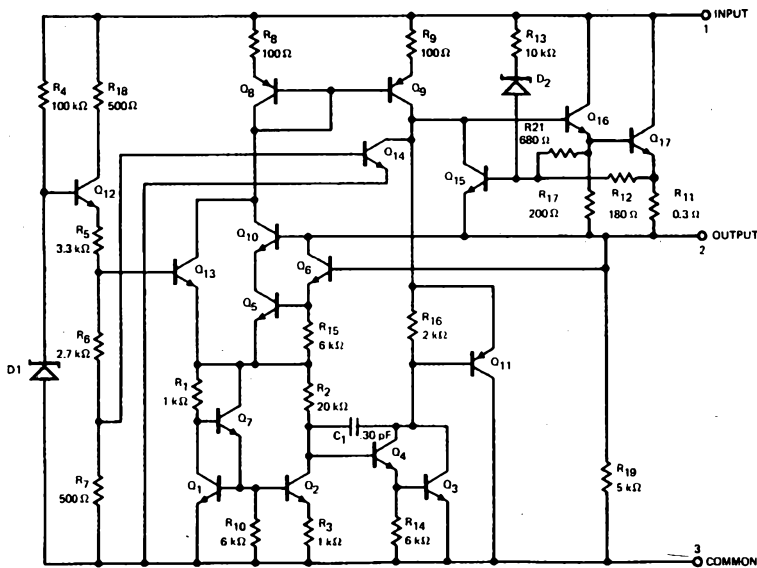 INPUT
1
R8
100 Ω
R9
100 Ω
R13
10 kΩ
D2
R4
100 kΩ
R18
500Ω
Q8
Q9
Q16
R21
680 Ω
Q17
Q14
Q12
Q15
R17
200 Ω
R12
180 Ω
R11
0.3 Ω
R5
3.3 kΩ
Q10
OUTPUT
2
Q13
Q6
Q5
R16
2 kΩ
R6
2.7 kΩ
R15
6 kΩ
Q11
D1
R1
1 kΩ
R2
20 kΩ
Q7
C1
30 pF
Q4
R7
500 Ω
Q1
Q2
Q3
R19
5 kΩ
R10
6 kΩ
R3
1 kΩ
R14
6 kΩ
3
COMMON